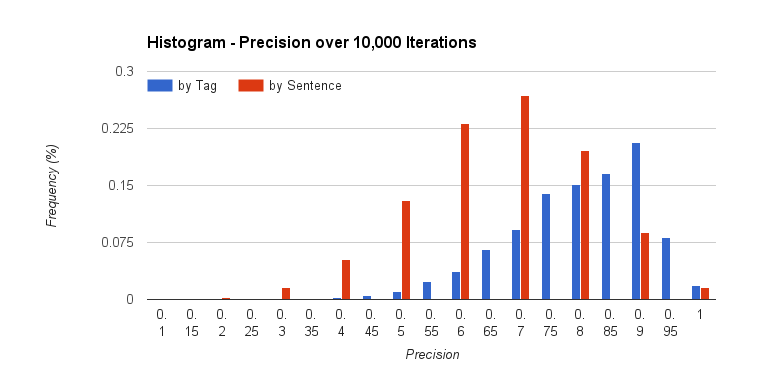 Histogram - Precision over 10,000 Iterations
0.3
by Tag by Sentence
0.225
0.15
0.075
0
Frequency (%)
0. 0. 0. 0. 0. 0. 0. 0. 0. 0. 0. 0. 0. 0. 0. 0. 0. 0. 1
1 15 2 25 3 35 4 45 5 55 6 65 7 75 8 85 9 95
Precision